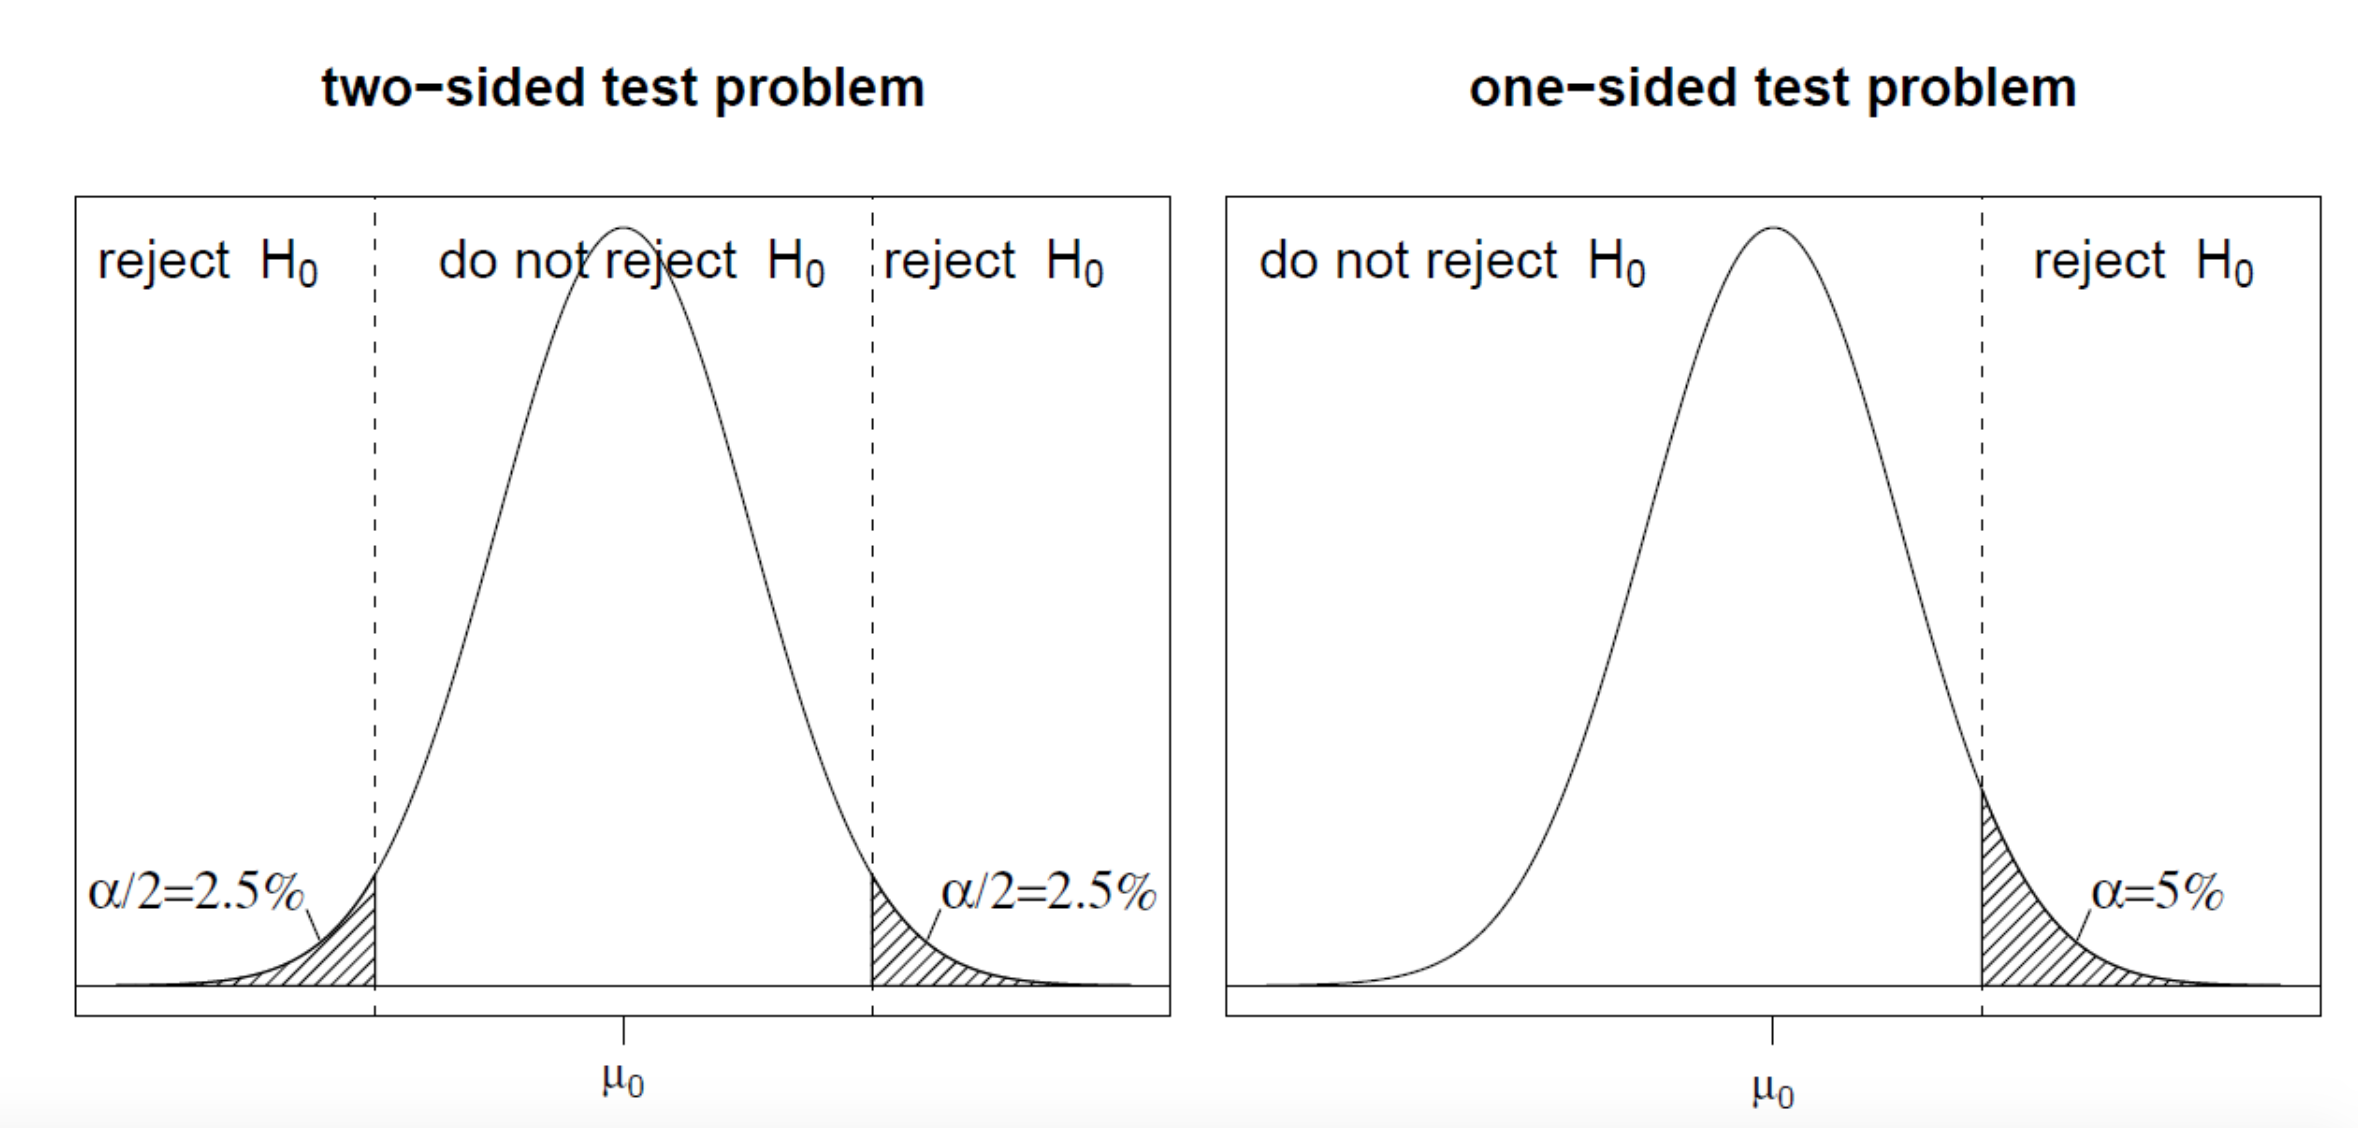 two−sided test problem
one−sided test problem
reject H₀
do not reject H₀
reject H₀
do not reject H₀
reject H₀
α/2=2.5%
α/2=2.5%
α=5%
μ₀
μ₀